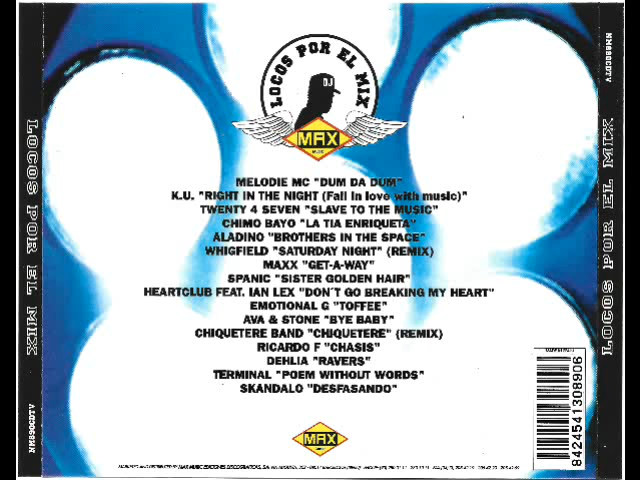 LOCOS POR EL MIX
DJ
MAX
MUSIC
MELODIE MC "DUM DA DUM"
K.U. "RIGHT IN THE NIGHT (Fall in love with music)"
TWENTY 4 SEVEN "SLAVE TO THE MUSIC"
CHIMO BAYO "LA TIA ENRIQUETA"
ALADINO "BROTHERS IN THE SPACE"
WHIGFIELD "SATURDAY NIGHT" (REMIX)
MAXX "GET-A-WAY"
SPANIC "SISTER GOLDEN HAIR"
HEARTCLUB FEAT. IAN LEX "DON´T GO BREAKING MY HEART"
EMOTIONAL G "TOFFEE"
AVA & STONE "BYE BABY"
CHIQUETERE BAND "CHIQUETERE" (REMIX)
RICARDO F "CHASIS"
DEHLIA "RAVERS"
TERMINAL "POEM WITHOUT WORDS"
SKANDALO "DESFASANDO"
MAX
LOCOS POR EL MIX
NM890CDTV
NM890CDTV
LOCOS POR EL MIX
8424541308906